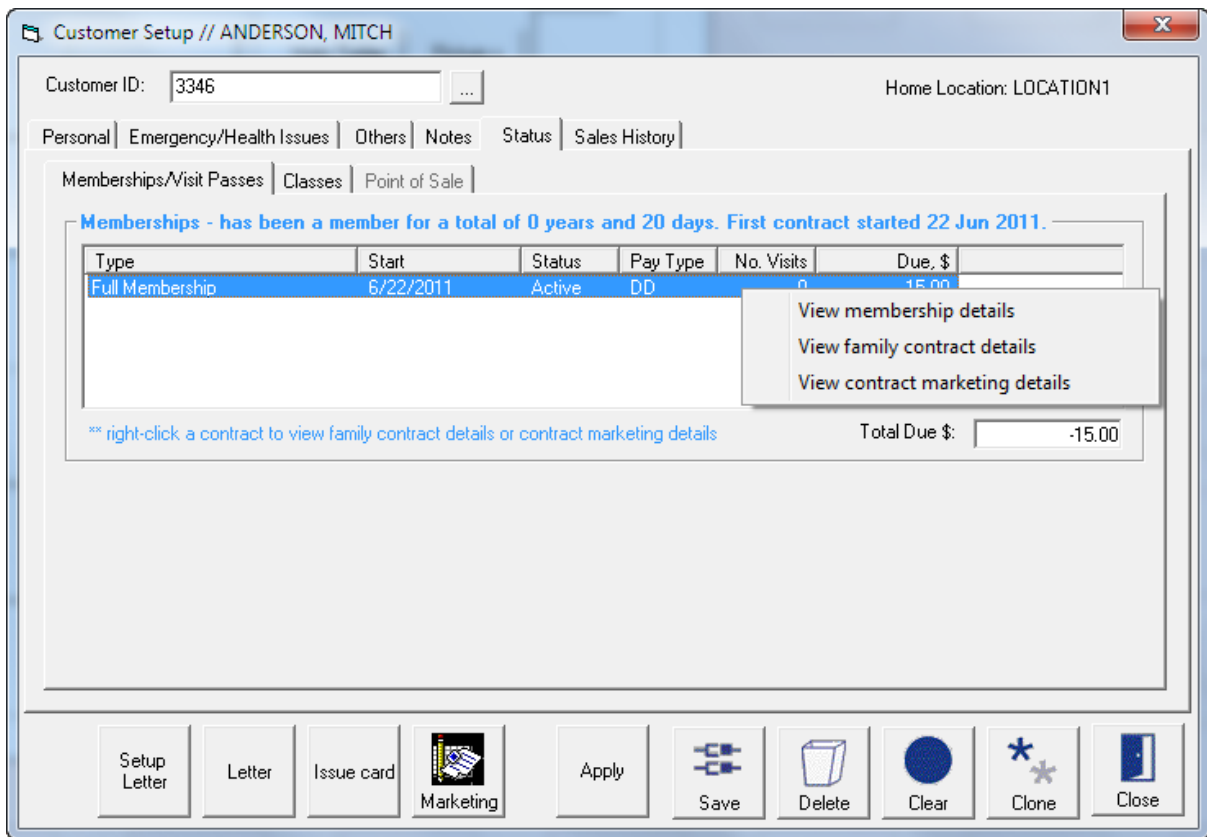 Customer Setup // ANDERSON, MITCH
Customer ID: 3346 ... Home Location: LOCATION1
Personal Emergency/Health Issues Others Notes Status Sales History
Memberships/Visit Passes Classes Point of Sale
Memberships - has been a member for a total of 0 years and 20 days. First contract started 22 Jun 2011.
Type Start Status Pay Type No. Visits Due, $
Full Membership 6/22/2011 Active DD 0 -15.00
View membership details
View family contract details
View contract marketing details
** right-click a contract to view family contract details or contract marketing details Total Due $: -15.00
Setup Letter Letter Issue card Marketing Apply Save Delete Clear Clone Close